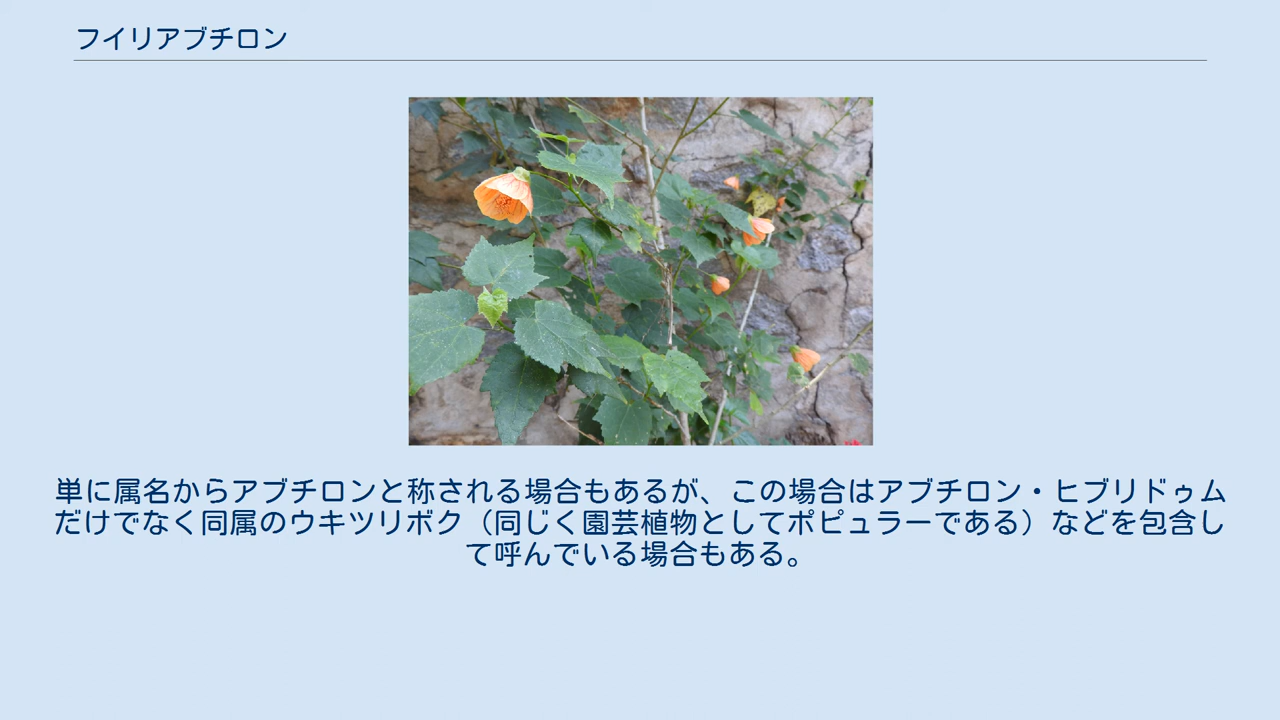 フイリアブチロン
単に属名からアブチロンと称される場合もあるが、この場合はアブチロン・ヒブリドゥム
だけでなく同属のウキツリボク（同じく園芸植物としてポピュラーである）などを包含し
て呼んでいる場合もある。